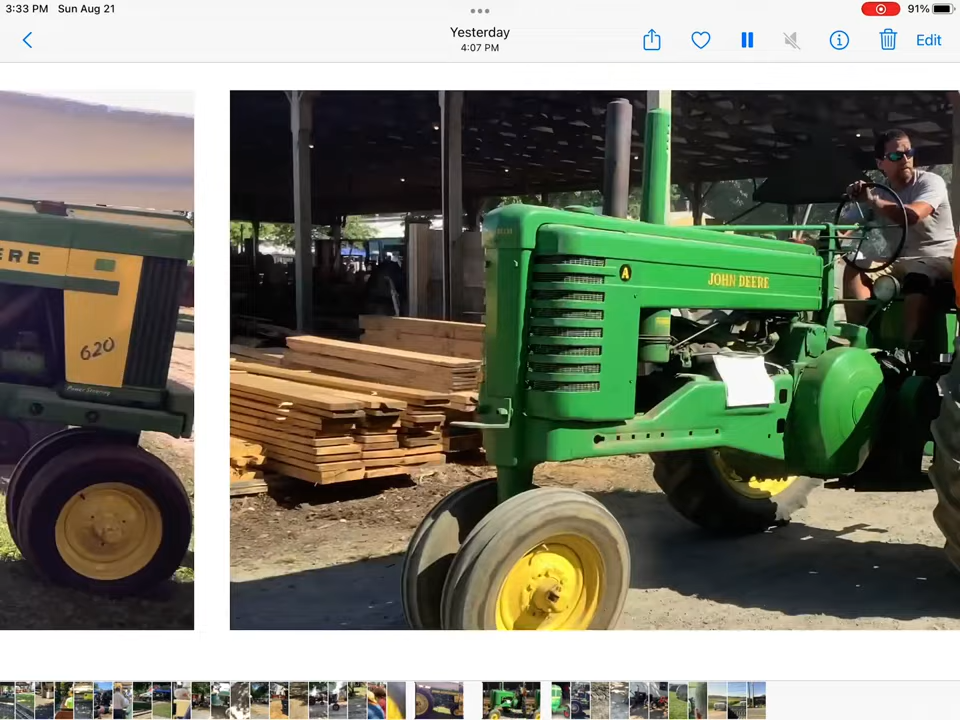 3:33 PM Sun Aug 21
91%
Yesterday
4:07 PM
Edit
ERE
620
A
JOHN DEERE